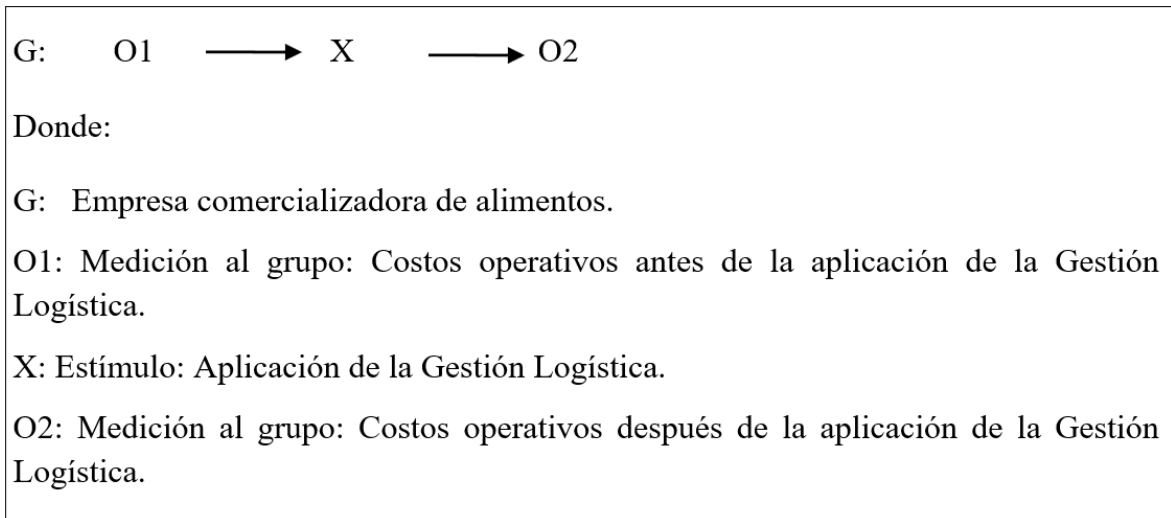 G: O1 ⟶ X ⟶ O2
Donde:
G: Empresa comercializadora de alimentos.
O1: Medición al grupo: Costos operativos antes de la aplicación de la Gestión
Logística.
X: Estímulo: Aplicación de la Gestión Logística.
O2: Medición al grupo: Costos operativos después de la aplicación de la Gestión
Logística.